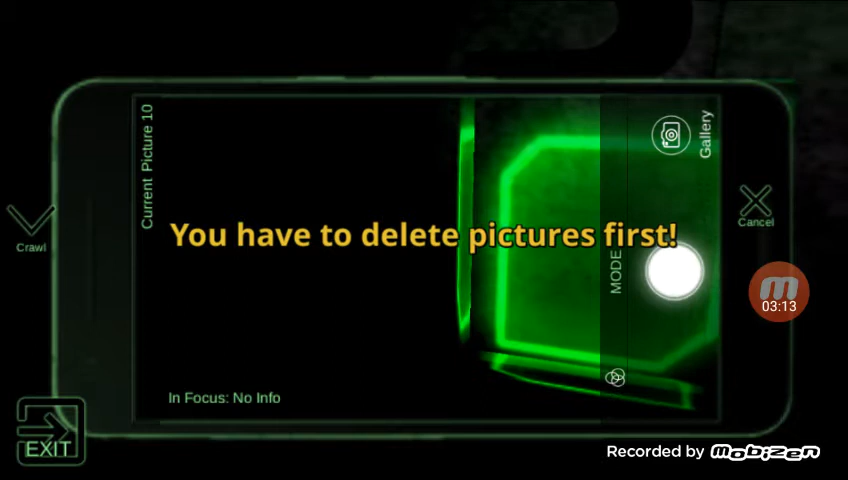 Current Picture 10
Gallery
Crawl
You have to delete pictures first!
Cancel
MODE
03:13
In Focus: No Info
EXIT
Recorded by Mobizen